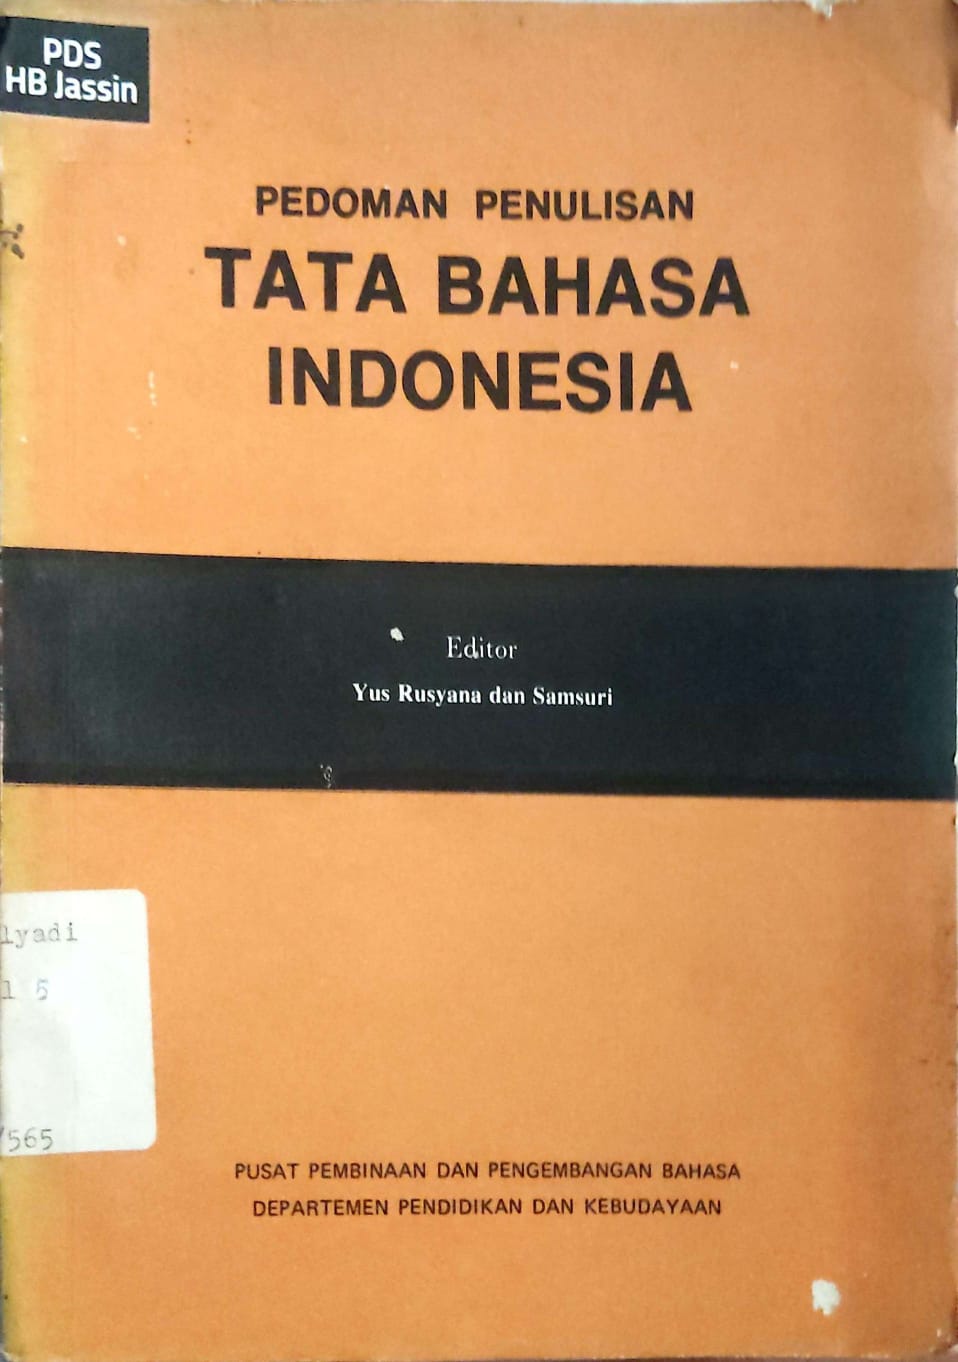 PDS
HB Jassin
PEDOMAN PENULISAN
TATA BAHASA
INDONESIA
Editor
Yus Rusyana dan Samsuri
lyadi
1 5
/565
PUSAT PEMBINAAN DAN PENGEMBANGAN BAHASA
DEPARTEMEN PENDIDIKAN DAN KEBUDAYAAN